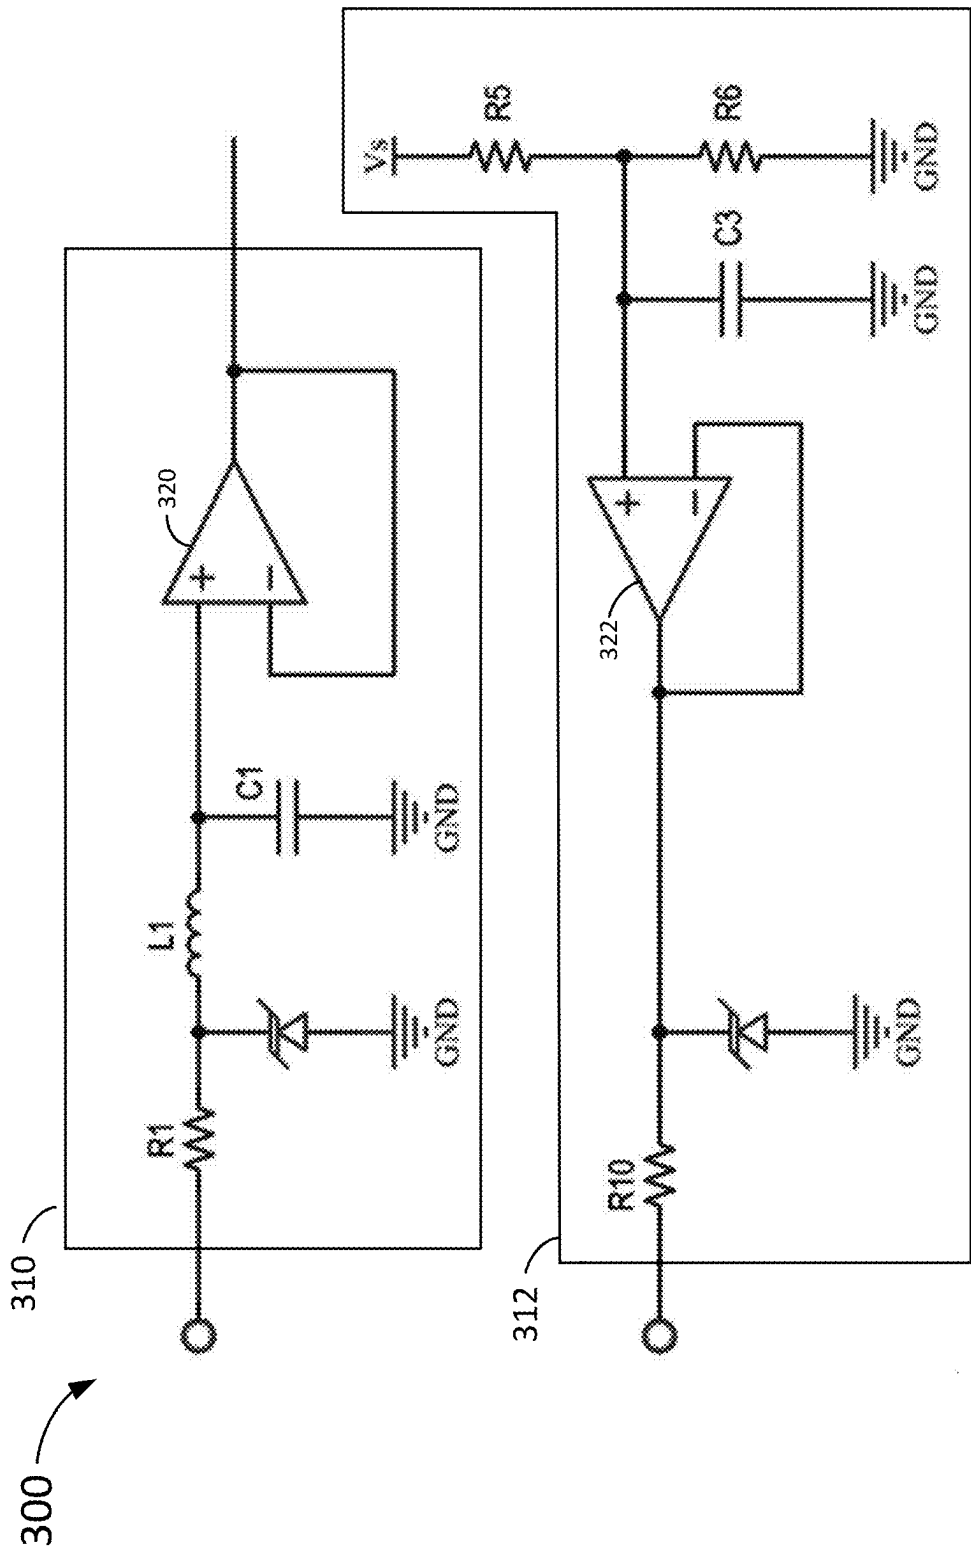 300
310
R1
L1
C1
GND
GND
+
−
320
312
R10
GND
322
+
−
C3
GND
Vs
R5
R6
GND